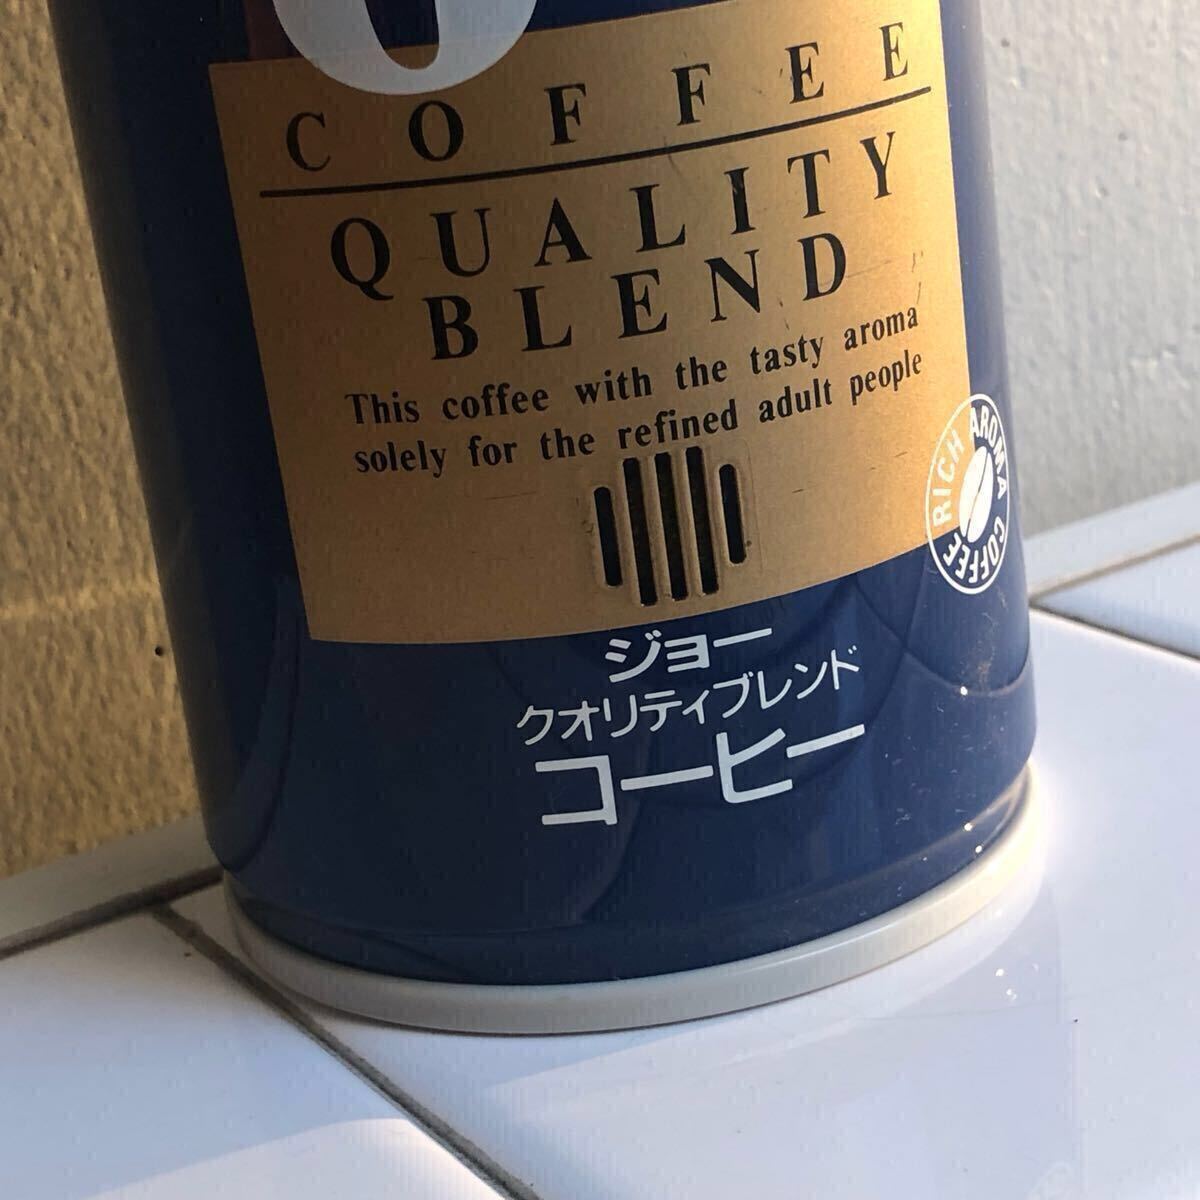 COFFEE
QUALITY
BLEND
This coffee with the tasty aroma
solely for the refined adult people
RICH AROMA COFFEE
ジョー
クオリティブレンド
コーヒー